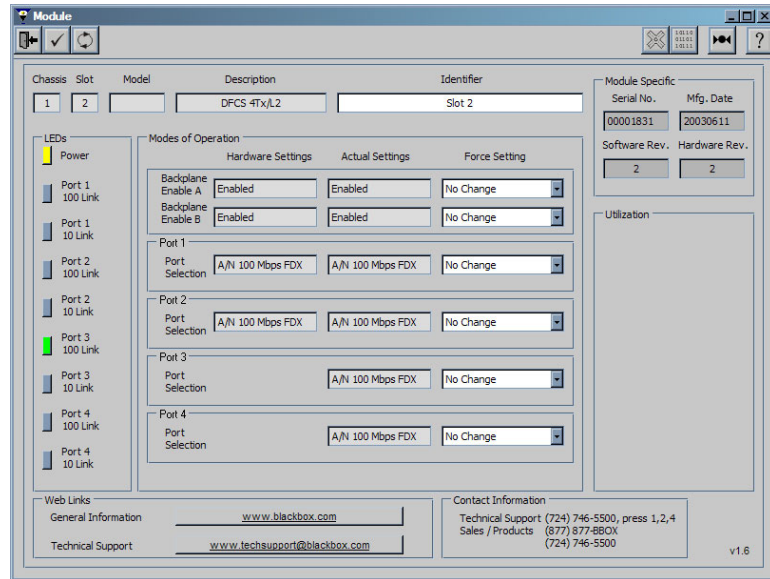 Module
10110
01101
10111
?
Chassis Slot Model Description Identifier
1 2 DFCS 4Tx/L2 Slot 2
Module Specific
Serial No. Mfg. Date
00001831 20030611
Software Rev. Hardware Rev.
2 2
LEDs
Power
Port 1
100 Link
Port 1
10 Link
Port 2
100 Link
Port 2
10 Link
Port 3
100 Link
Port 3
10 Link
Port 4
100 Link
Port 4
10 Link
Modes of Operation
Hardware Settings Actual Settings Force Setting
Backplane
Enable A Enabled Enabled No Change
Backplane
Enable B Enabled Enabled No Change
Port 1
Port
Selection A/N 100 Mbps FDX A/N 100 Mbps FDX No Change
Port 2
Port
Selection A/N 100 Mbps FDX A/N 100 Mbps FDX No Change
Port 3
Port
Selection A/N 100 Mbps FDX No Change
Port 4
Port
Selection A/N 100 Mbps FDX No Change
Utilization
Web Links
General Information www.blackbox.com
Technical Support www.techsupport@blackbox.com
Contact Information
Technical Support (724) 746-5500, press 1,2,4
Sales / Products (877) 877-BBOX
(724) 746-5500
v1.6